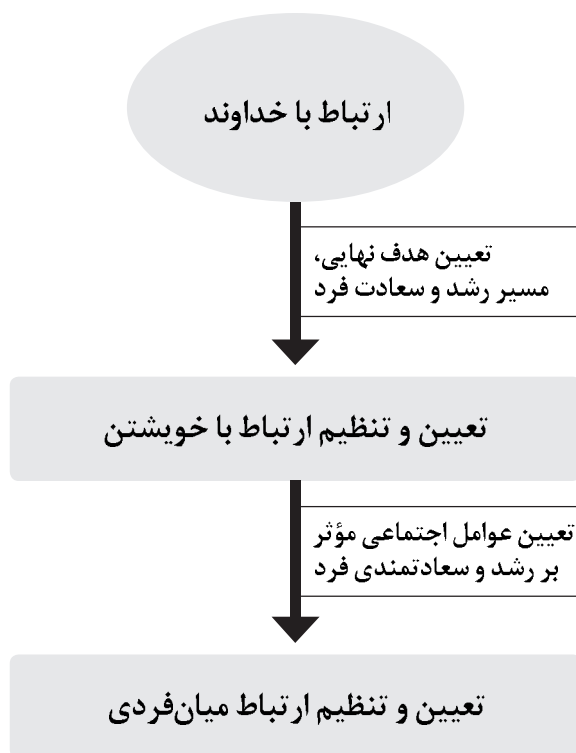 ارتباط با خداوند
تعیین هدف نهایی،
مسیر رشد و سعادت فرد
تعیین و تنظیم ارتباط با خویشتن
تعیین عوامل اجتماعی مؤثر
بر رشد و سعادتمندی فرد
تعیین و تنظیم ارتباط میان‌فردی